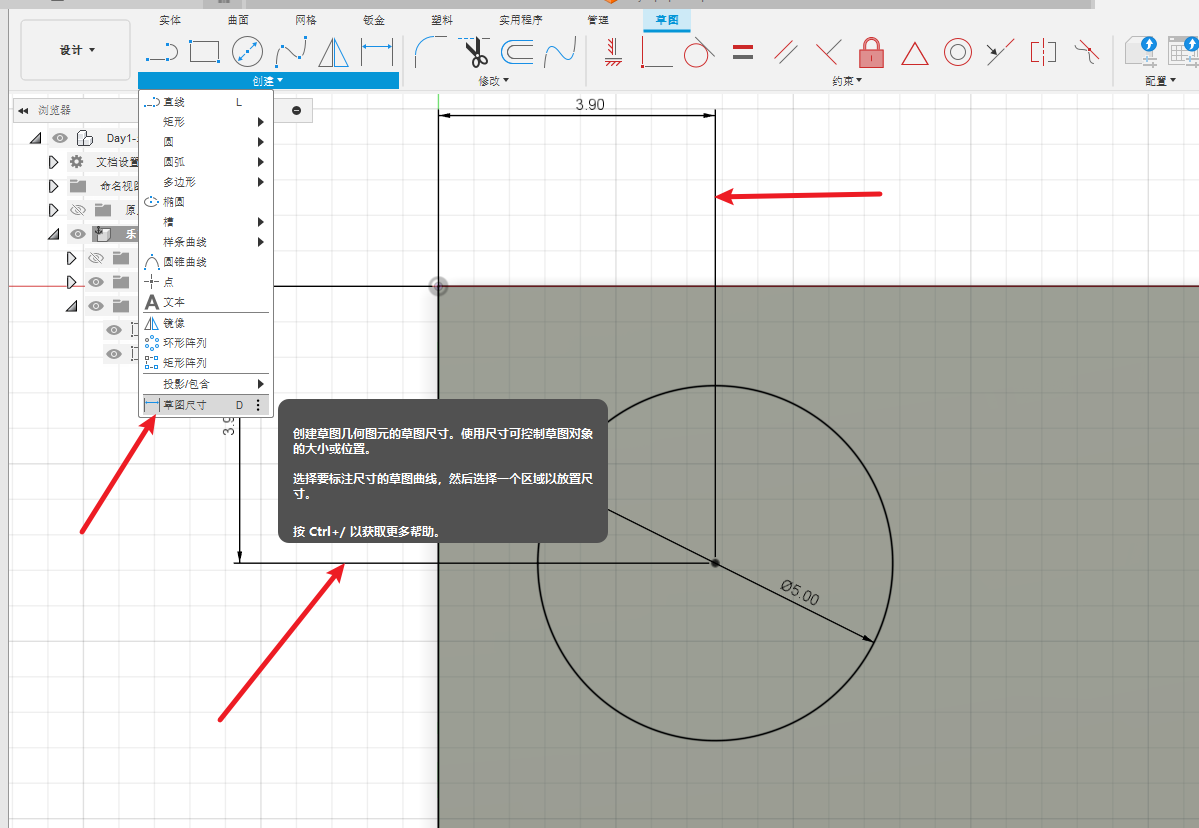 实体 曲面 网格 钣金 塑料 实用程序 管理 草图
设计
创建 修改 约束 配置
浏览器
Day1-
文档设置
命名视图
原
乐
直线 L
矩形
圆
圆弧
多边形
椭圆
槽
样条曲线
圆锥曲线
点
A 文本
镜像
环形阵列
矩形阵列
投影/包含
草图尺寸 D
3.90
3.9
创建草图几何图元的草图尺寸。使用尺寸可控制草图对象
的大小或位置。
选择要标注尺寸的草图曲线，然后选择一个区域以放置尺
寸。
按 Ctrl+/ 以获取更多帮助。
Ø5.00